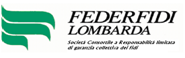 FEDERFIDI
LOMBARDA
Società Consortile a Responsabilità limitata
di garanzia collettiva dei fidi